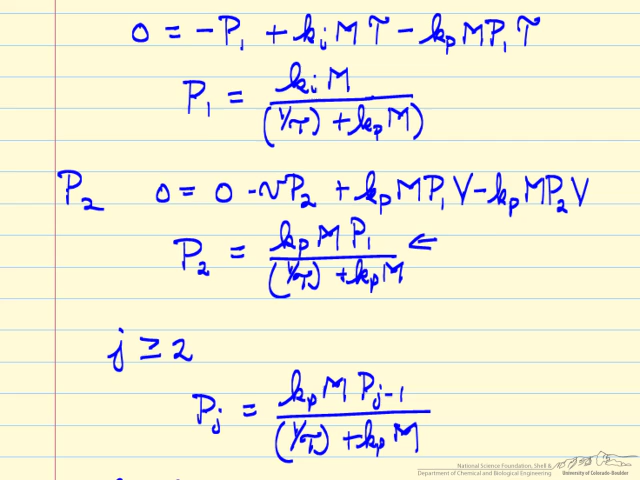 0 = -P₁ + kᵢMτ - kₚMP₁τ
P₁ = kᵢM / ((1/τ) + kₚM)
P₂ 0 = 0 - vP₂ + kₚMP₁V - kₚMP₂V
P₂ = kₚMP₁ / ((1/τ) + kₚM) ⇐
j ≥ 2
Pⱼ = kₚMPⱼ₋₁ / ((1/τ) + kₚM)
National Science Foundation, Shell &
Department of Chemical and Biological Engineering
University of Colorado-Boulder